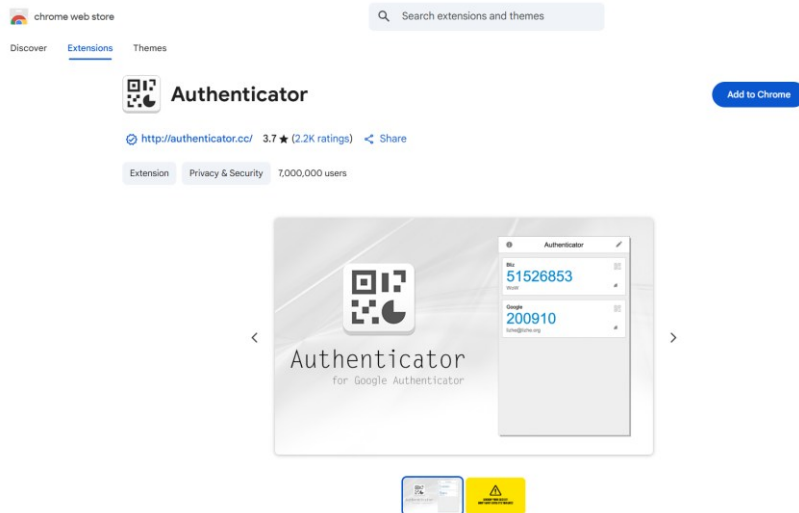 chrome web store
Search extensions and themes
Discover Extensions Themes
Authenticator
Add to Chrome
http://authenticator.cc/ 3.7 ★ (2.2K ratings) Share
Extension Privacy & Security 7,000,000 users
Authenticator
51526853
Google
200910
Authenticator
for Google Authenticator